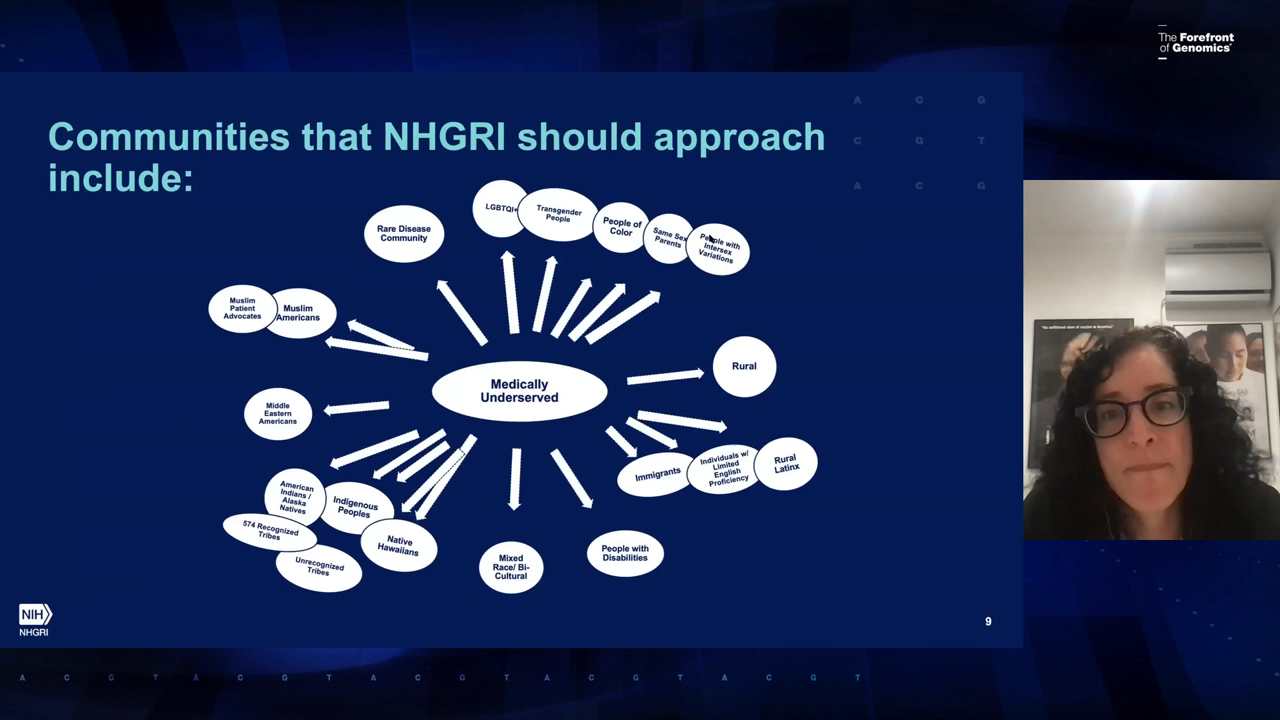 The Forefront
of Genomics
A C G
C G T
A C G
Communities that NHGRI should approach
include:
Rare Disease
Community
LGBTQI+
Transgender
People
People of
Color
Same Sex
Parents
People with
Intersex
Variations
Muslim
Patient
Advocates
Muslim
Americans
Rural
Medically
Underserved
Middle
Eastern
Americans
Immigrants
Individuals w/
Limited
English
Proficiency
Rural
Latinx
American
Indians /
Alaska
Natives
Indigenous
Peoples
574 Recognized
Tribes
Unrecognized
Tribes
Native
Hawaiians
Mixed
Race/ Bi-
Cultural
People with
Disabilities
NIH
NHGRI
9
A C G T A C G T A C G T A C G T A C G T